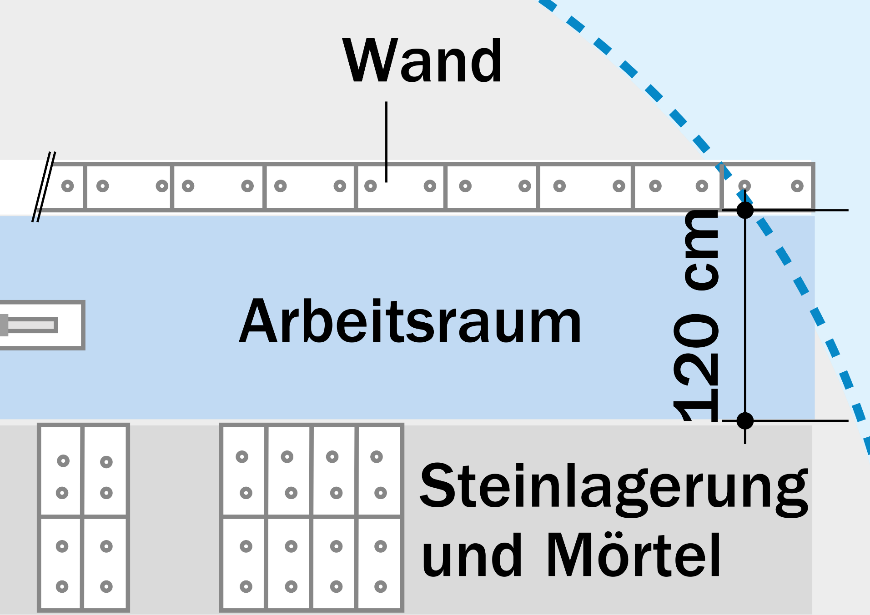 Wand
120 cm
Arbeitsraum
Steinlagerung
und Mörtel